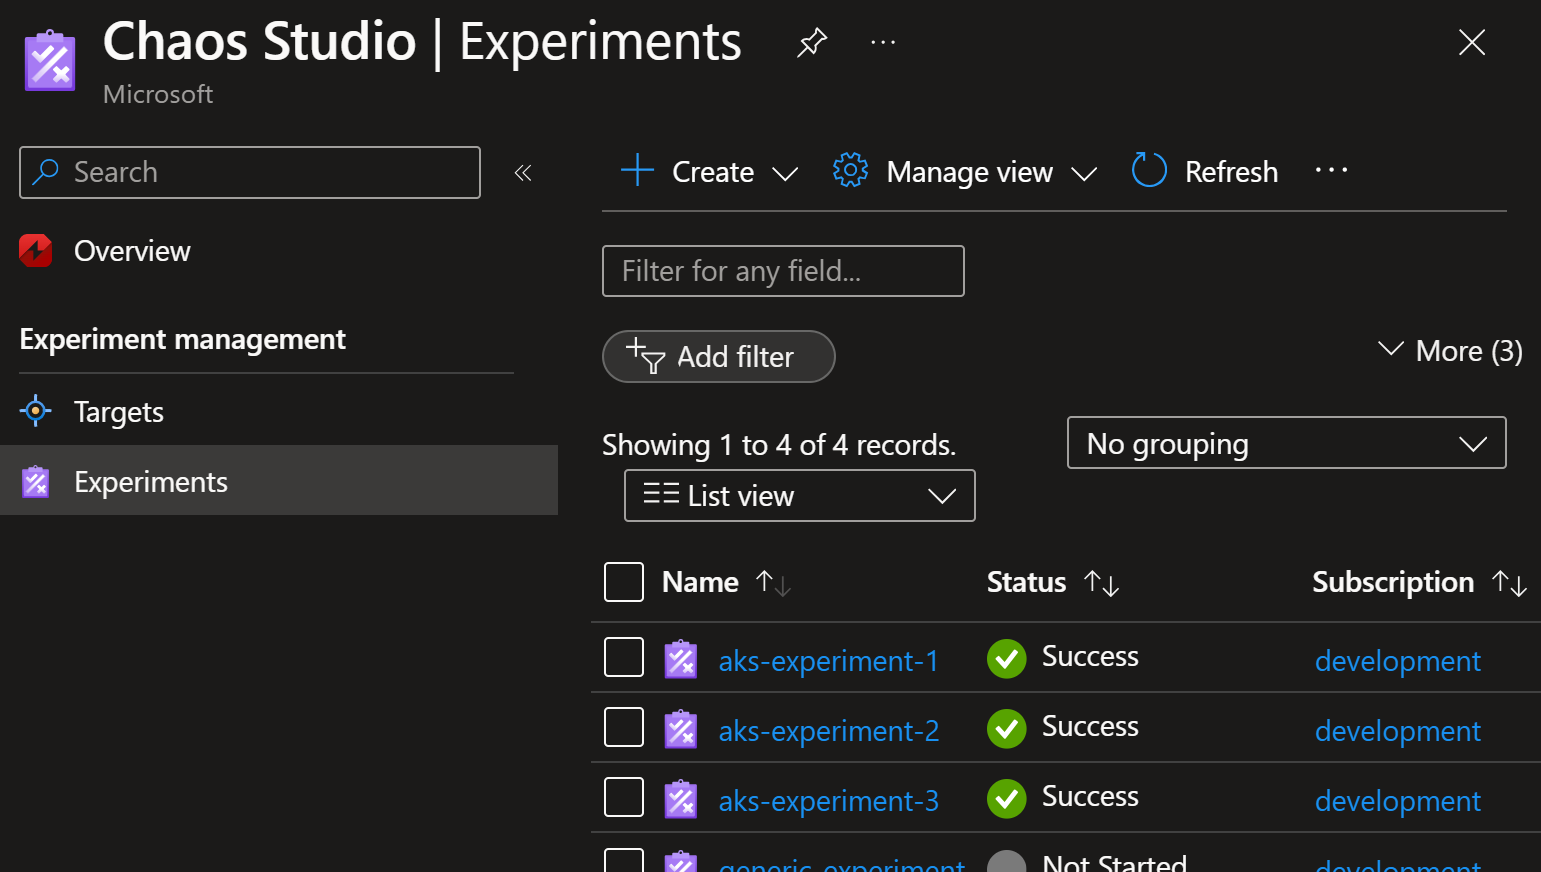 Chaos Studio | Experiments
...
Microsoft
Search
«
Create
Manage view
Refresh
...
Overview
Filter for any field...
Experiment management
Add filter
More (3)
Targets
Showing 1 to 4 of 4 records.
No grouping
Experiments
List view
Name ↑↓ Status ↑↓ Subscription ↑↓
aks-experiment-1 Success development
aks-experiment-2 Success development
aks-experiment-3 Success development
generic-experiment Not Started development